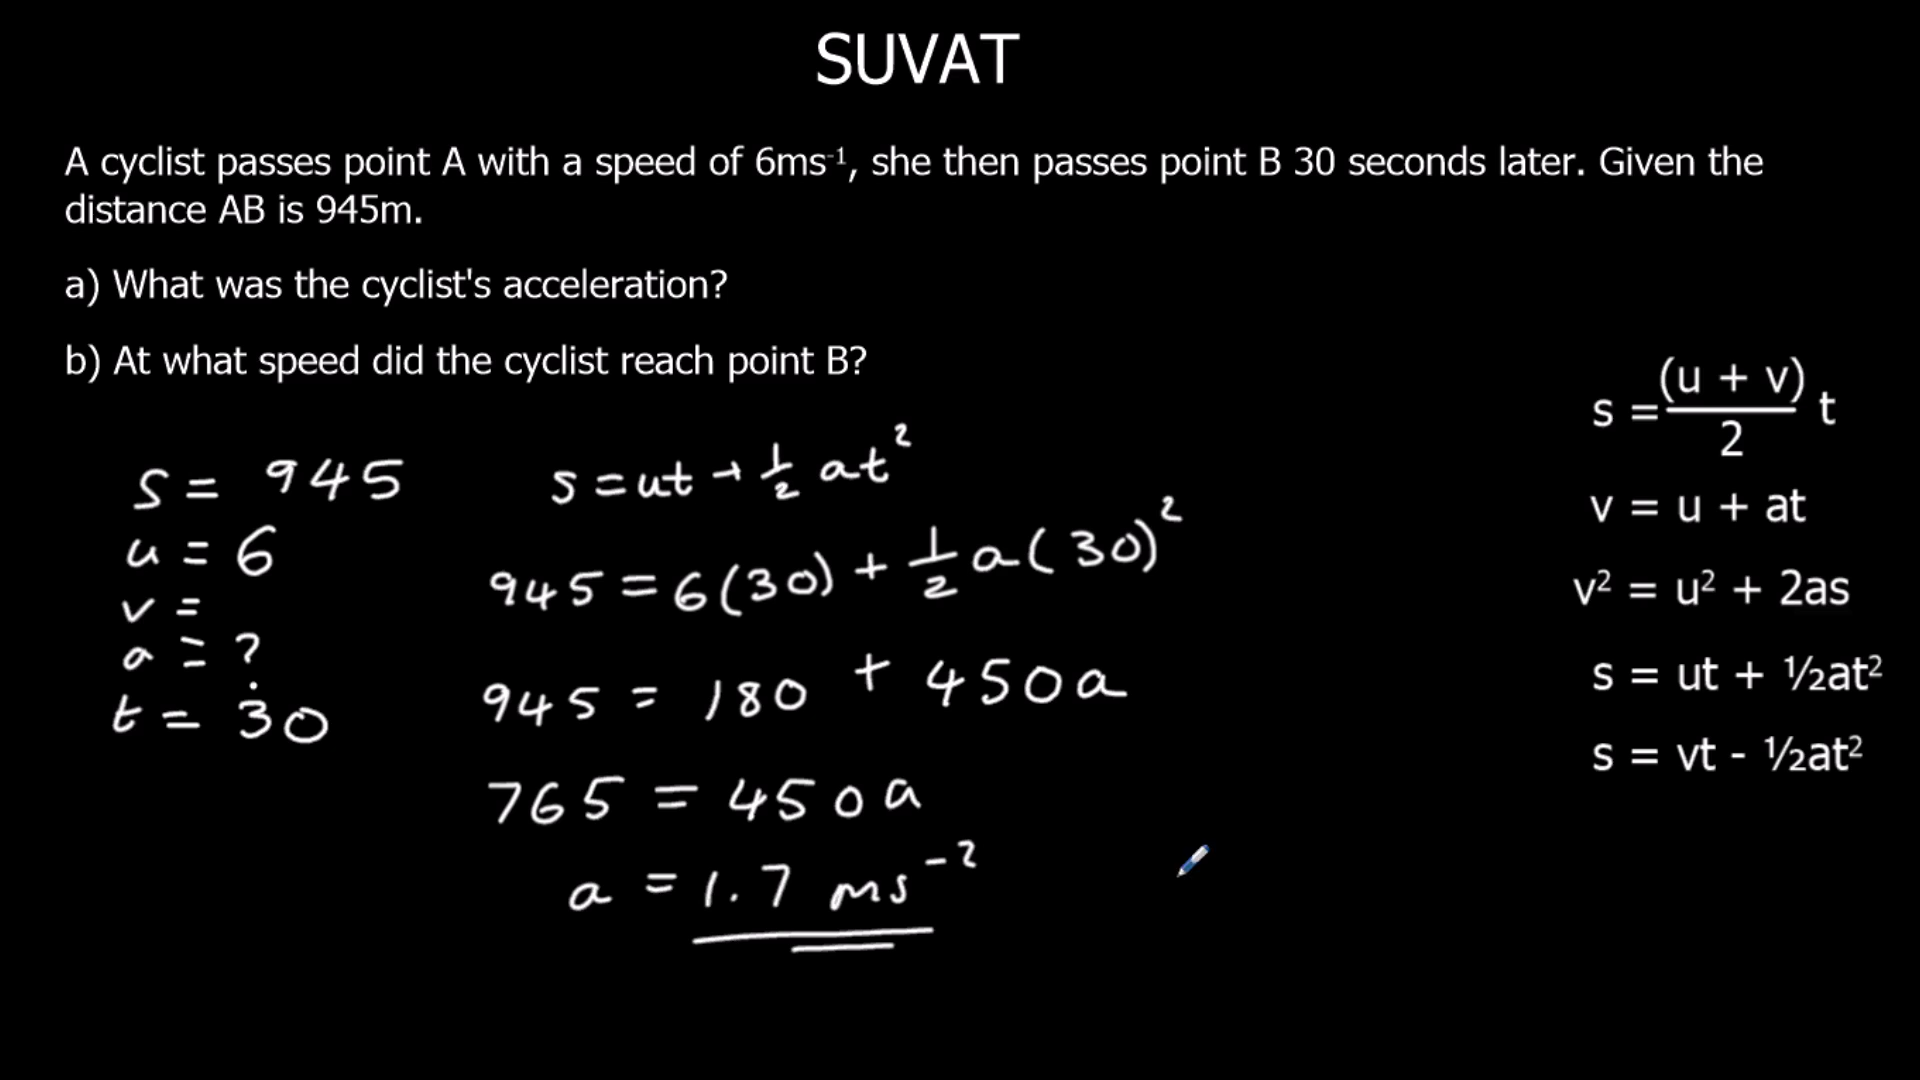 SUVAT
A cyclist passes point A with a speed of 6ms⁻¹, she then passes point B 30 seconds later. Given the
distance AB is 945m.
a) What was the cyclist's acceleration?
b) At what speed did the cyclist reach point B?
s = 945
u = 6
v =
a = ?
t = 30
s = ut + ½ at²
945 = 6(30) + ½ a(30)²
945 = 180 + 450a
765 = 450a
a = 1.7 ms⁻²
s = (u + v)/2 t
v = u + at
v² = u² + 2as
s = ut + ½at²
s = vt - ½at²